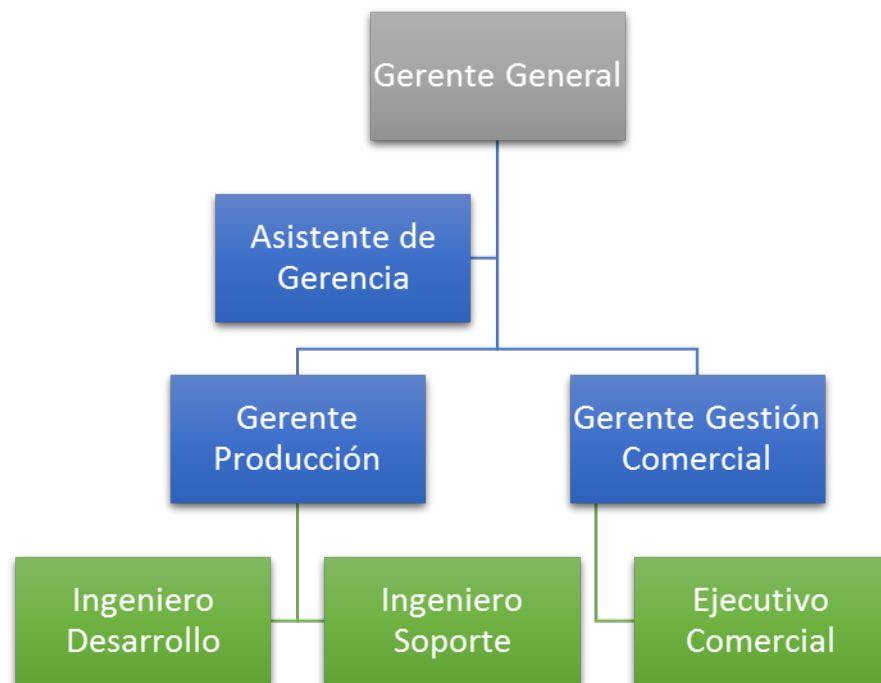 Gerente General
Asistente de
Gerencia
Gerente
Producción
Gerente Gestión
Comercial
Ingeniero
Desarrollo
Ingeniero
Soporte
Ejecutivo
Comercial